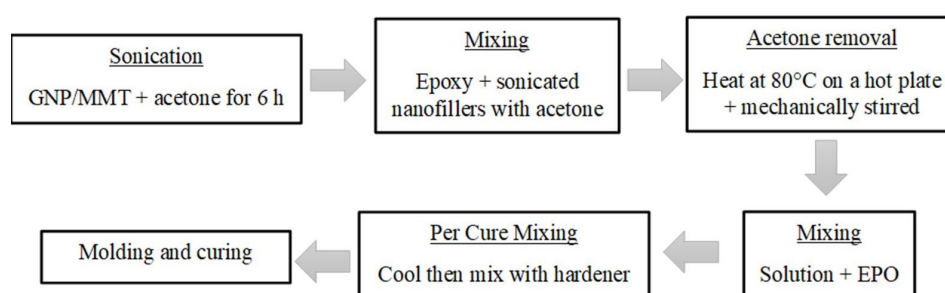 Sonication
GNP/MMT + acetone for 6 h
Mixing
Epoxy + sonicated
nanofillers with acetone
Acetone removal
Heat at 80°C on a hot plate
+ mechanically stirred
Mixing
Solution + EPO
Per Cure Mixing
Cool then mix with hardener
Molding and curing